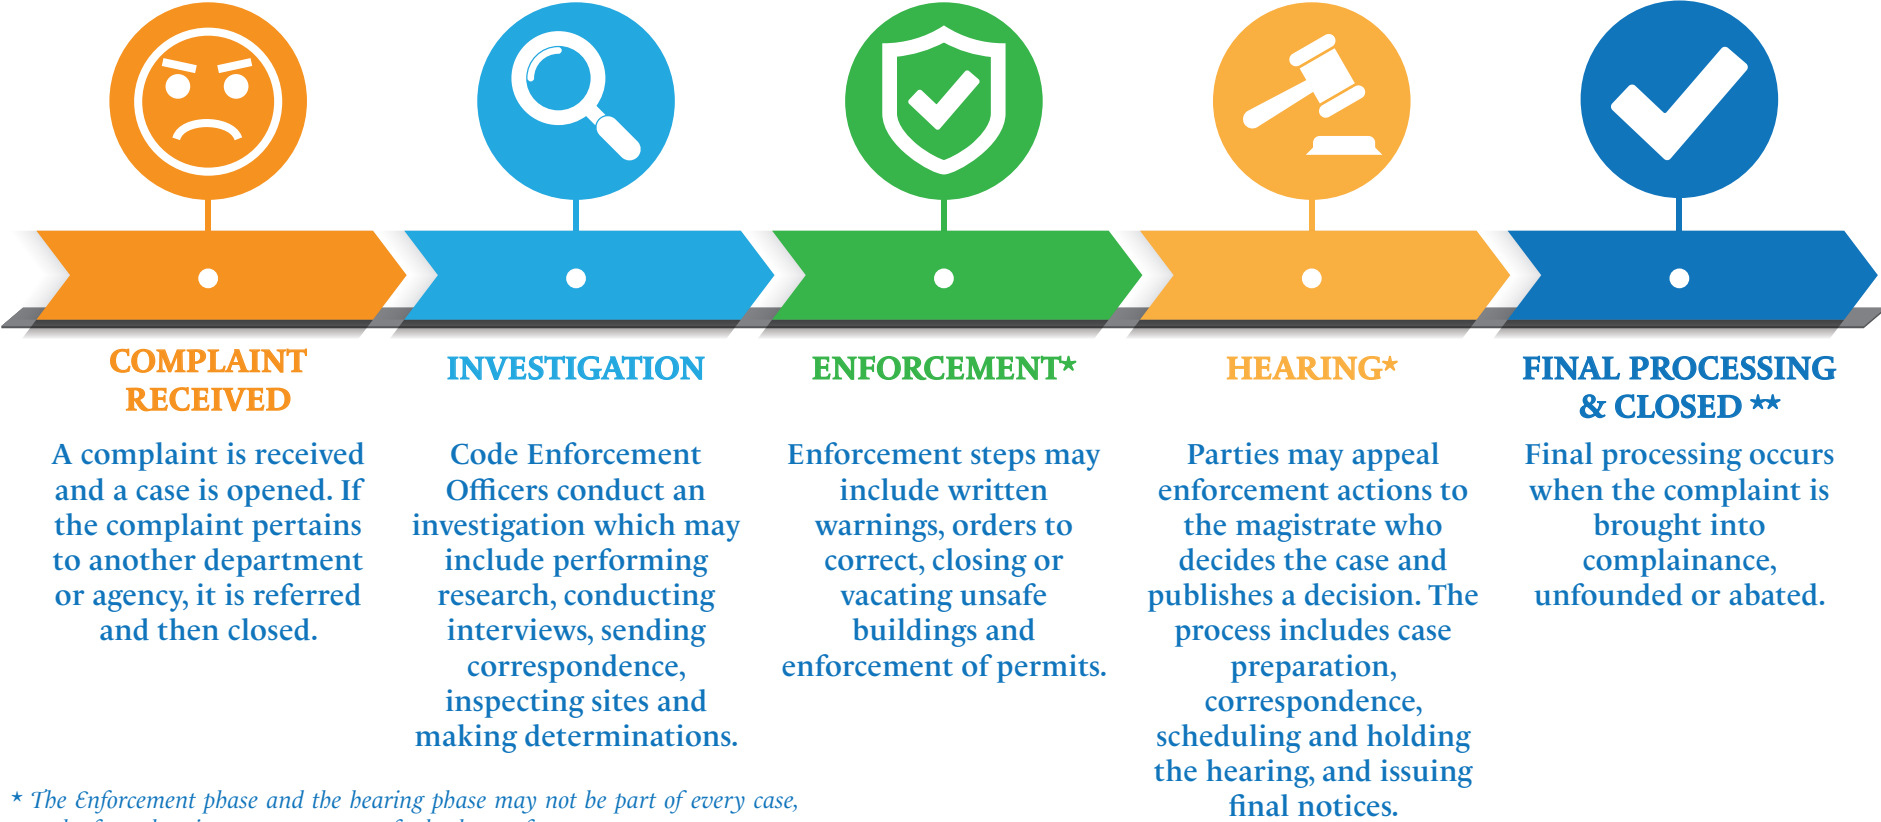 COMPLAINT
RECEIVED
A complaint is received
and a case is opened. If
the complaint pertains
to another department
or agency, it is referred
and then closed.
INVESTIGATION
Code Enforcement
Officers conduct an
investigation which may
include performing
research, conducting
interviews, sending
correspondence,
inspecting sites and
making determinations.
ENFORCEMENT★
Enforcement steps may
include written
warnings, orders to
correct, closing or
vacating unsafe
buildings and
enforcement of permits.
HEARING★
Parties may appeal
enforcement actions to
the magistrate who
decides the case and
publishes a decision. The
process includes case
preparation,
correspondence,
scheduling and holding
the hearing, and issuing
final notices.
FINAL PROCESSING
& CLOSED ★★
Final processing occurs
when the complaint is
brought into
complainance,
unfounded or abated.
★ The Enforcement phase and the hearing phase may not be part of every case,